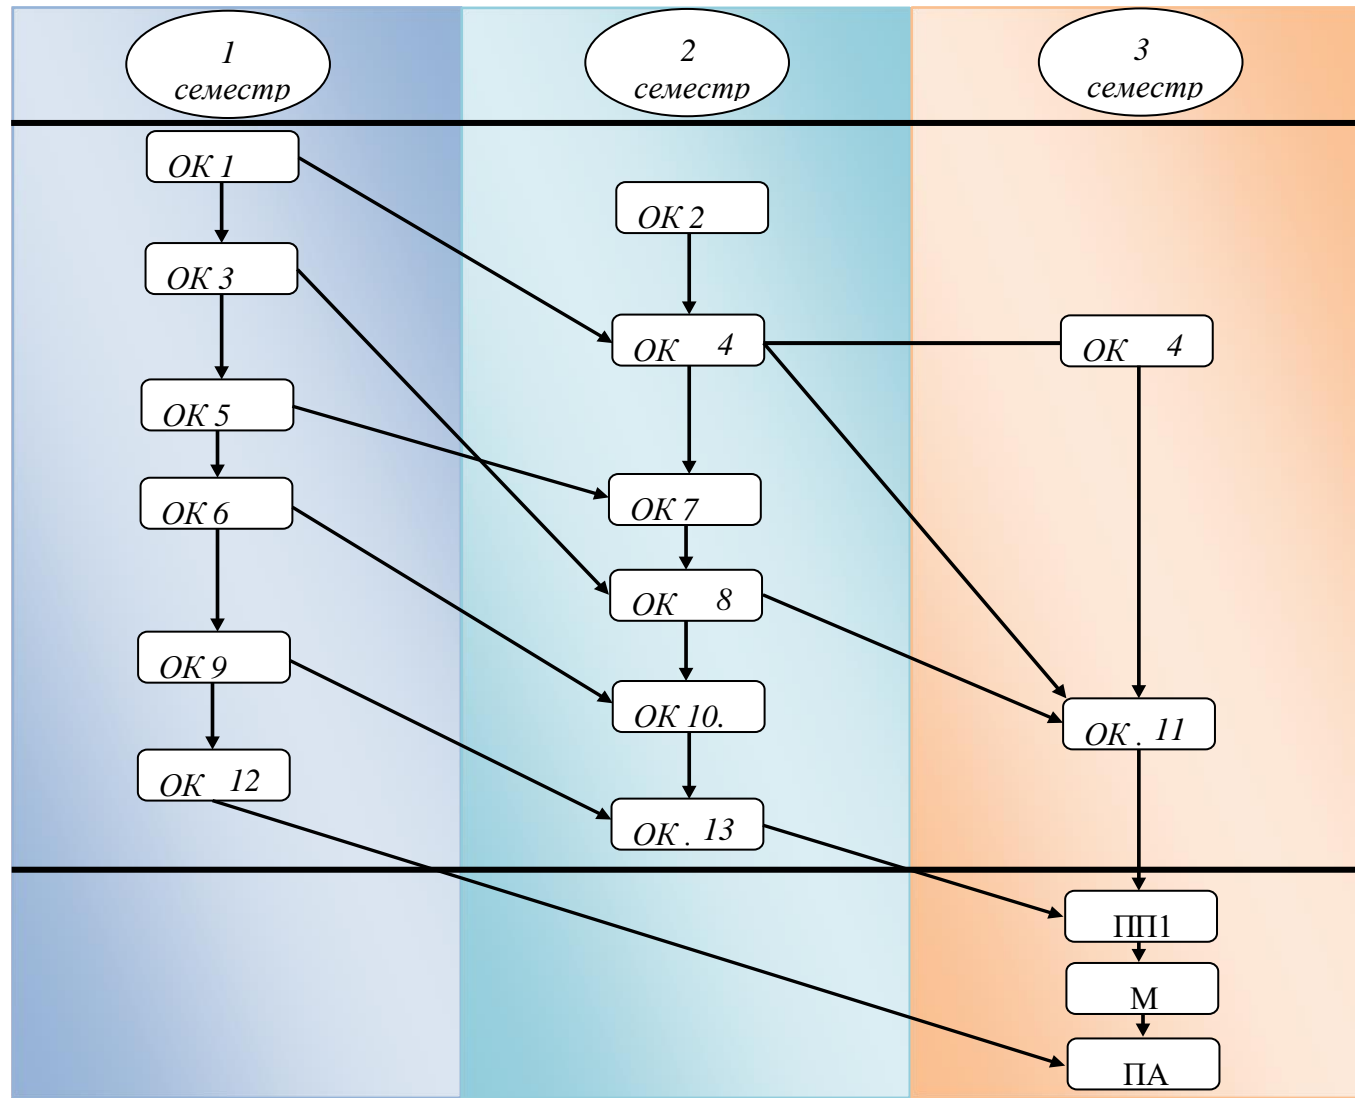 1
семестр
2
семестр
3
семестр
ОК 1
ОК 3
ОК 5
ОК 6
ОК 9
ОК 12
ОК 2
ОК 4
ОК 7
ОК 8
ОК 10.
ОК . 13
ОК 4
ОК . 11
ПП1
М
ПА